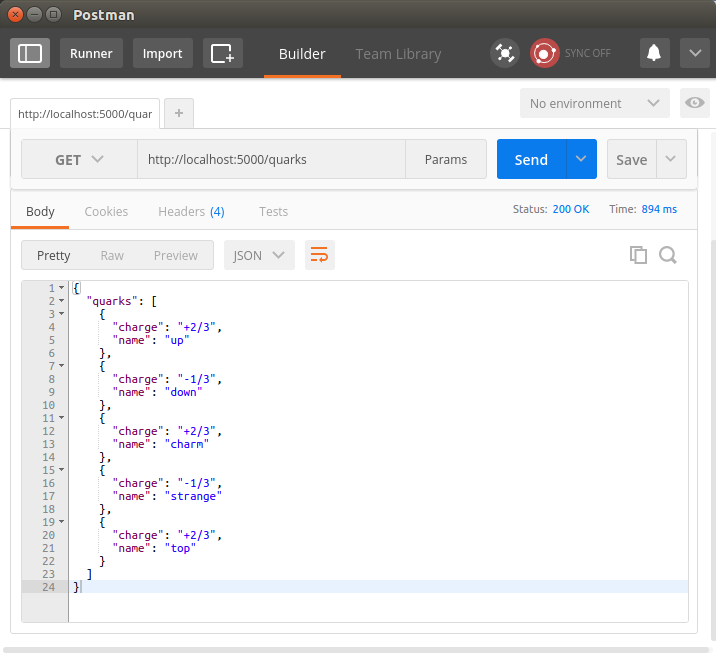 Postman
Runner Import Builder Team Library SYNC OFF
http://localhost:5000/quar + No environment
GET http://localhost:5000/quarks Params Send Save
Body Cookies Headers (4) Tests Status: 200 OK Time: 894 ms
Pretty Raw Preview JSON
1 {
2 "quarks": [
3 {
4 "charge": "+2/3",
5 "name": "up"
6 },
7 {
8 "charge": "-1/3",
9 "name": "down"
10 },
11 {
12 "charge": "+2/3",
13 "name": "charm"
14 },
15 {
16 "charge": "-1/3",
17 "name": "strange"
18 },
19 {
20 "charge": "+2/3",
21 "name": "top"
22 }
23 ]
24 }